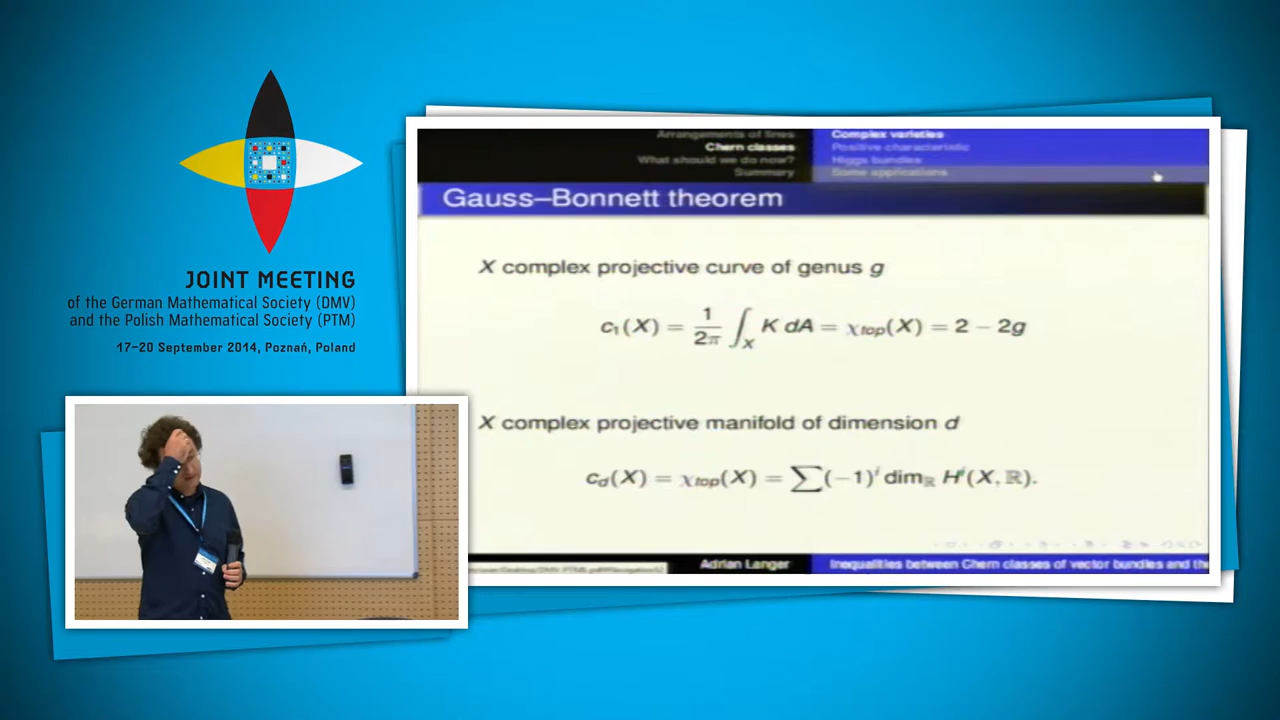 JOINT MEETING
of the German Mathematical Society (DMV)
and the Polish Mathematical Society (PTM)
17–20 September 2014, Poznań, Poland
Arrangements of lines
Chern classes
What should we do now?
Summary
Complex varieties
Positive characteristic
Higgs bundles
Some applications
Gauss–Bonnett theorem
X complex projective curve of genus g
c₁(X) = 1/2π ∫_X K dA = χ_top(X) = 2 − 2g
X complex projective manifold of dimension d
c_d(X) = χ_top(X) = ∑(−1)^i dim_ℝ H^i(X, ℝ).
Adrian Langer
Inequalities between Chern classes of vector bundles and